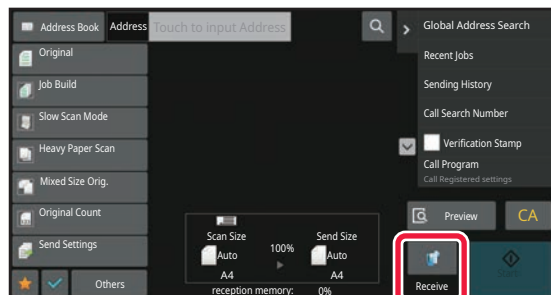 Address Book
Address
Touch to input Address
Original
Job Build
Slow Scan Mode
Heavy Paper Scan
Mixed Size Orig.
Original Count
Send Settings
Others
Scan Size
Auto
A4
100%
Send Size
Auto
A4
reception memory: 0%
Global Address Search
Recent Jobs
Sending History
Call Search Number
Verification Stamp
Call Program
Call Registered settings
Preview
CA
Receive
Start